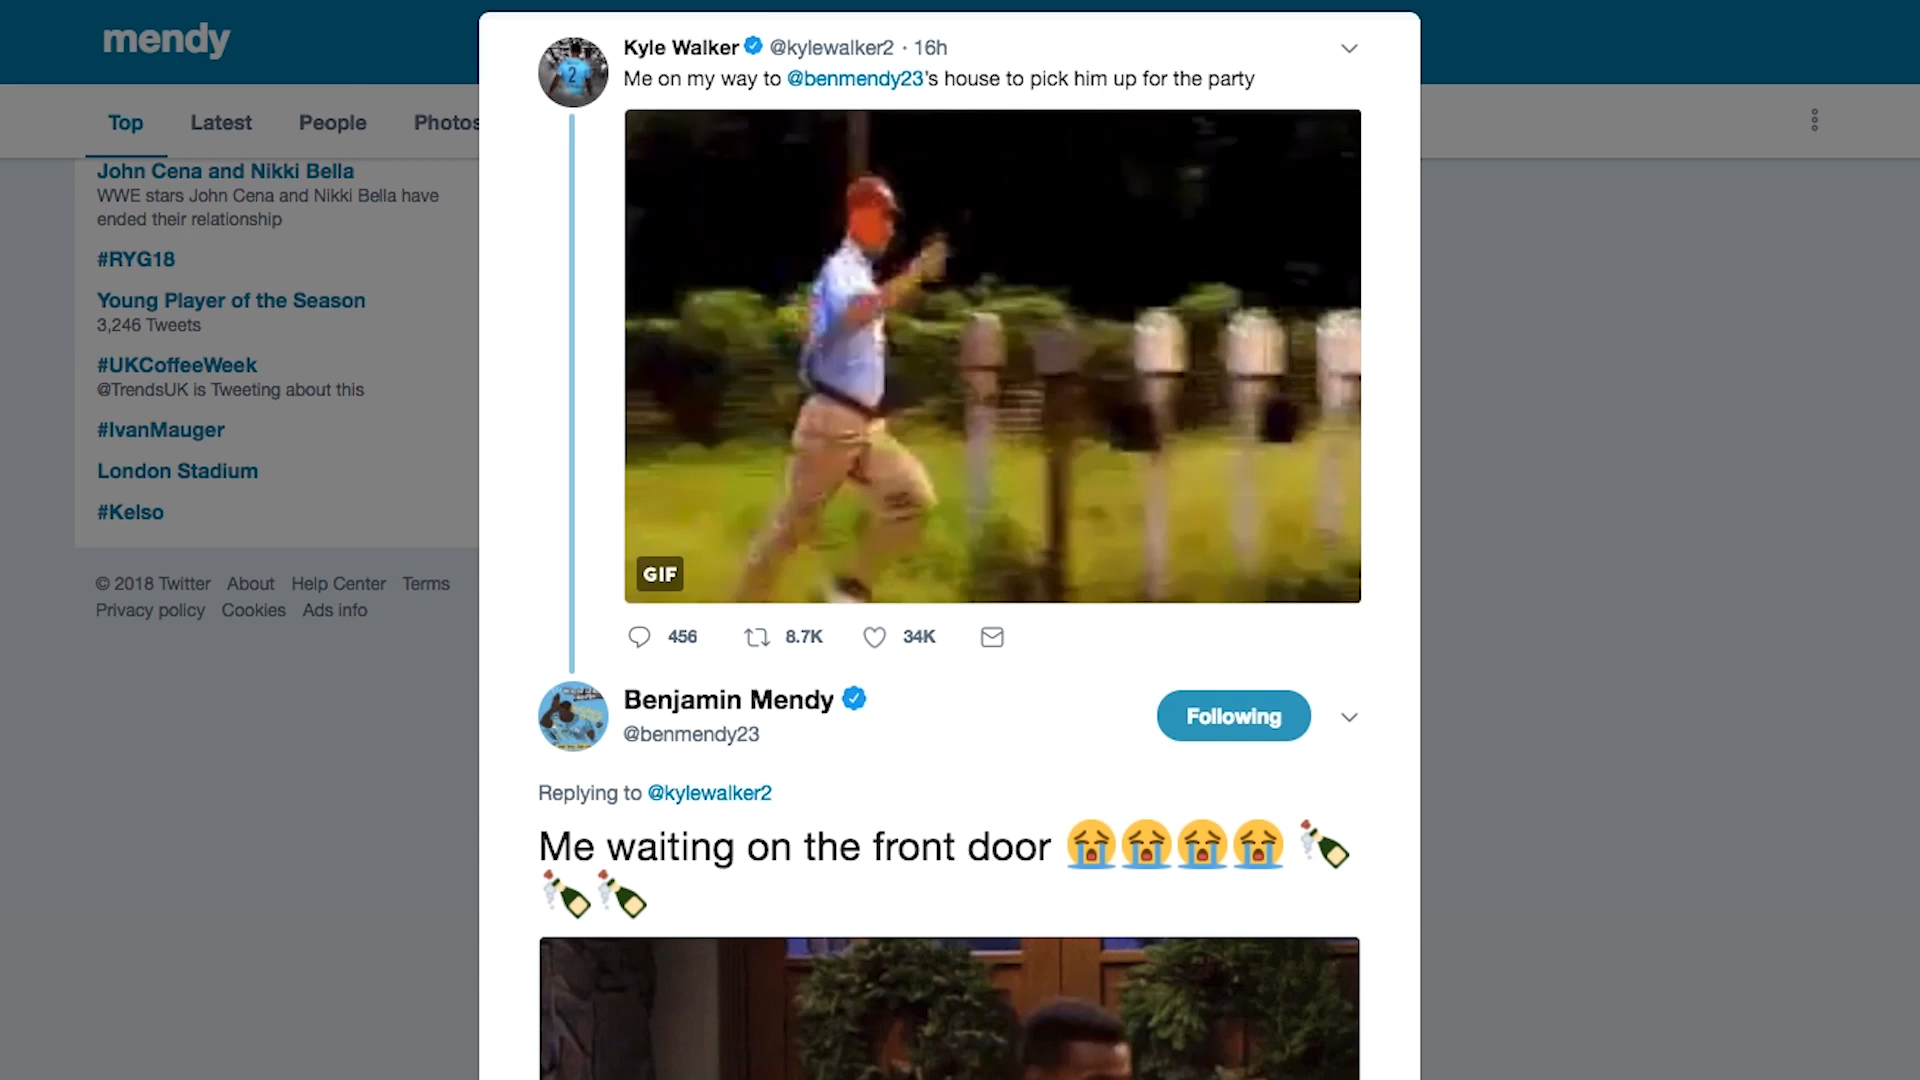 mendy
Top Latest People Photos
John Cena and Nikki Bella
WWE stars John Cena and Nikki Bella have
ended their relationship
#RYG18
Young Player of the Season
3,246 Tweets
#UKCoffeeWeek
@TrendsUK is Tweeting about this
#IvanMauger
London Stadium
#Kelso
© 2018 Twitter About Help Center Terms
Privacy policy Cookies Ads info
Kyle Walker @kylewalker2 · 16h
Me on my way to @benmendy23's house to pick him up for the party
2
GIF
456 8.7K 34K
Benjamin Mendy
@benmendy23
Following
Replying to @kylewalker2
Me waiting on the front door 😭😭😭😭 🍾
🍾🍾